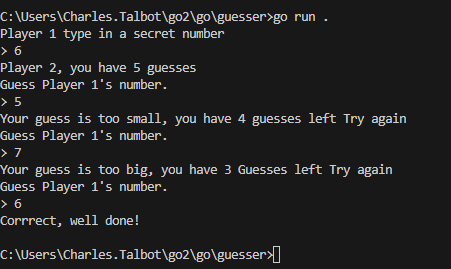 C:\Users\Charles.Talbot\go2\go\guesser>go run .
Player 1 type in a secret number
> 6
Player 2, you have 5 guesses
Guess Player 1's number.
> 5
Your guess is too small, you have 4 guesses left Try again
Guess Player 1's number.
> 7
Your guess is too big, you have 3 Guesses left Try again
Guess Player 1's number.
> 6
Corrrect, well done!
C:\Users\Charles.Talbot\go2\go\guesser>